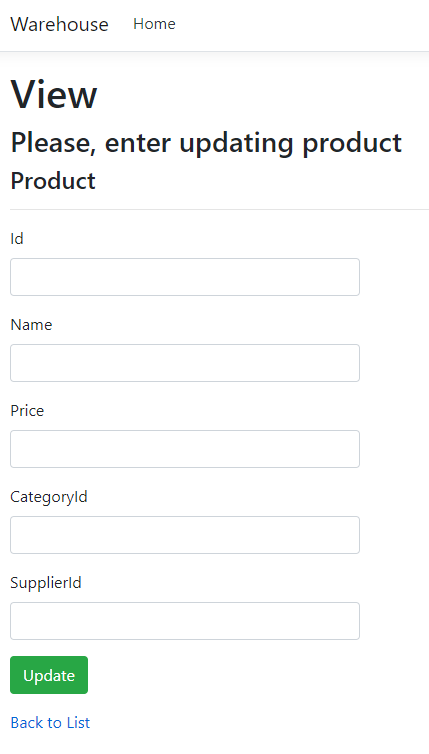 Warehouse Home
View
Please, enter updating product
Product
Id
Name
Price
CategoryId
SupplierId
Update
Back to List